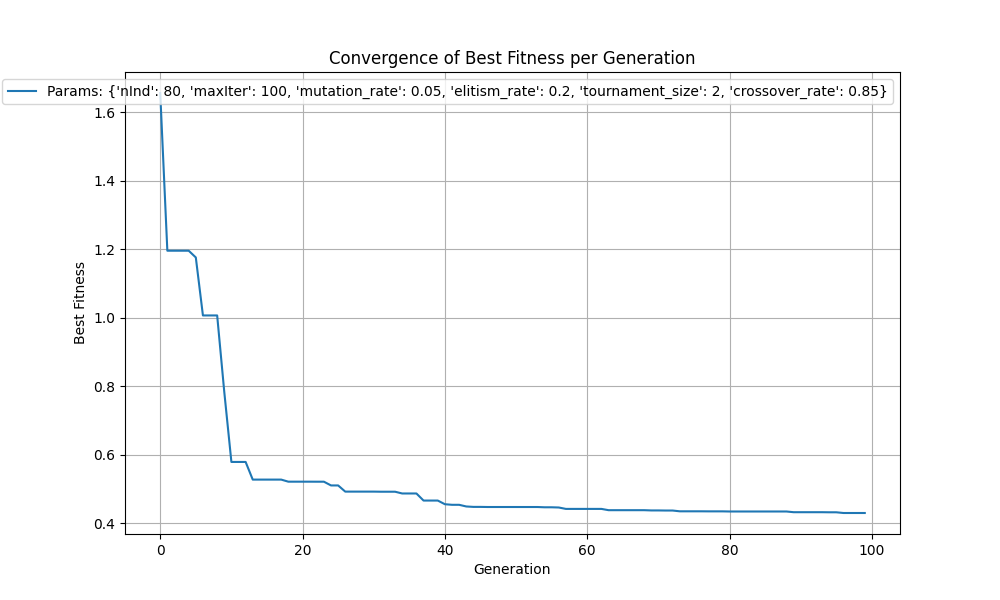 Convergence of Best Fitness per Generation
Params: {'nInd': 80, 'maxIter': 100, 'mutation_rate': 0.05, 'elitism_rate': 0.2, 'tournament_size': 2, 'crossover_rate': 0.85}
1.6
1.4
1.2
1.0
0.8
0.6
0.4
Best Fitness
0 20 40 60 80 100
Generation